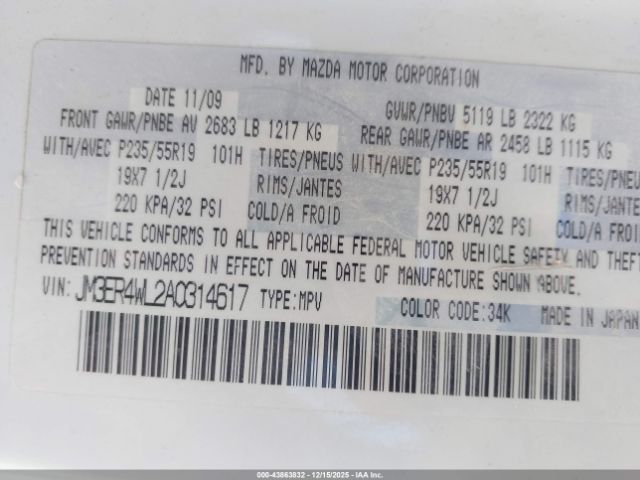 MFD. BY MAZDA MOTOR CORPORATION
DATE 11/09 GVWR/PNBV 5119 LB 2322 KG
FRONT GAWR/PNBE AV 2683 LB 1217 KG REAR GAWR/PNBE AR 2458 LB 1115 KG
WITH/AVEC P235/55R19 101H TIRES/PNEUS WITH/AVEC P235/55R19 101H TIRES/PNEUS
19X7 1/2J RIMS/JANTES 19X7 1/2J RIMS/JANTES
220 KPA/32 PSI COLD/A FROID 220 KPA/32 PSI COLD/A FROID
THIS VEHICLE CONFORMS TO ALL APPLICABLE FEDERAL MOTOR VEHICLE SAFETY AND THEFT
PREVENTION STANDARDS IN EFFECT ON THE DATE OF MANUFACTURE SHOWN ABOVE.
VIN: JM3ER4WL2A0314617 TYPE:MPV COLOR CODE:34K MADE IN JAPAN
000-43863832 - 12/15/2025 - IAA Inc.